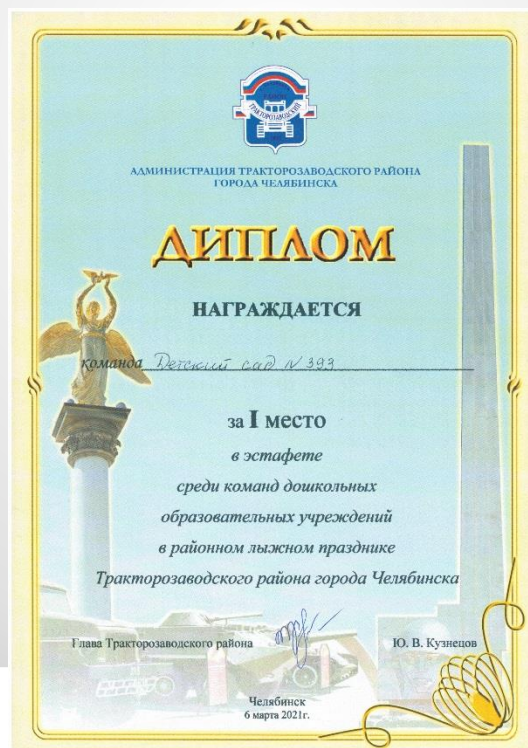 ТРАКТОРОЗАВОДСКИЙ
АДМИНИСТРАЦИЯ ТРАКТОРОЗАВОДСКОГО РАЙОНА
ГОРОДА ЧЕЛЯБИНСКА
ДИПЛОМ
НАГРАЖДАЕТСЯ
команда Детский сад N 393
за I место
в эстафете
среди команд дошкольных
образовательных учреждений
в районном лыжном празднике
Тракторозаводского района города Челябинска
Глава Тракторозаводского района Ю. В. Кузнецов
Челябинск
6 марта 2021г.